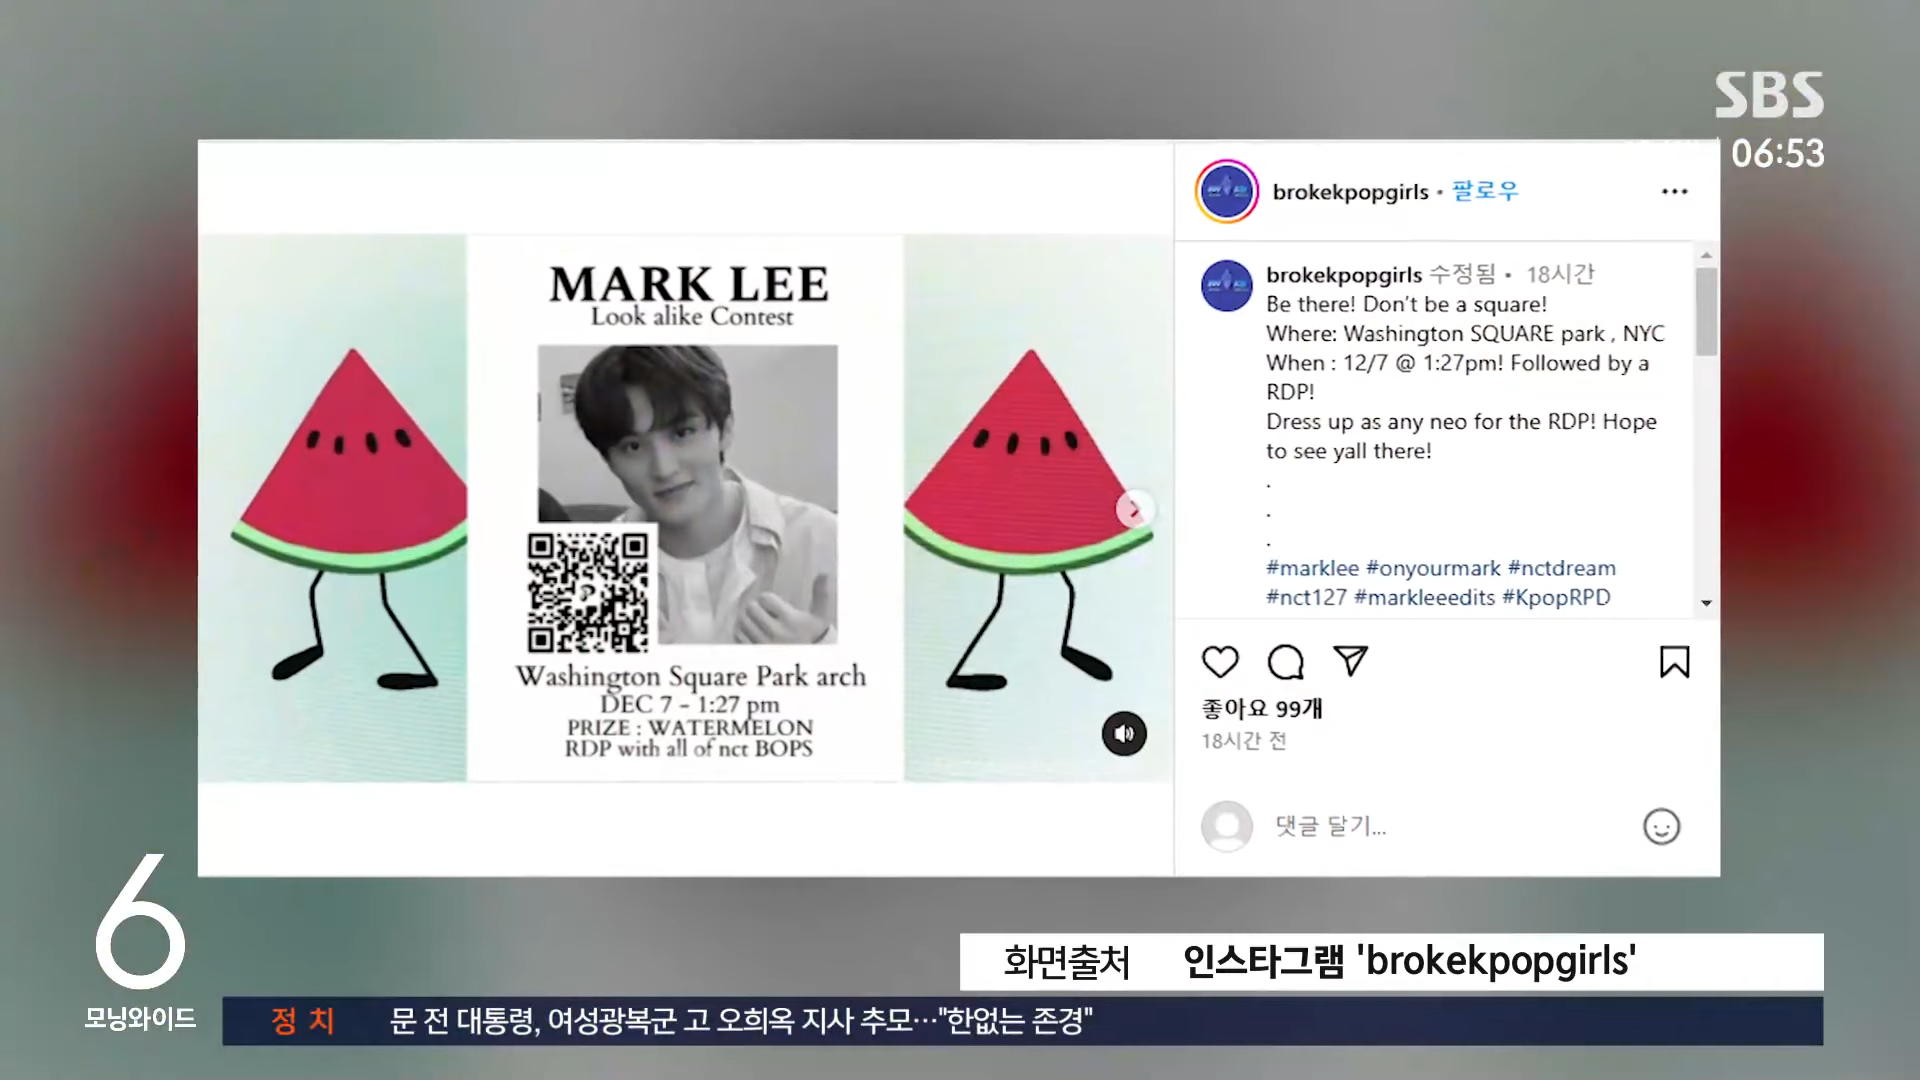 SBS
06:53
MARK LEE
Look alike Contest
Washington Square Park arch
DEC 7 - 1:27 pm
PRIZE : WATERMELON
RDP with all of nct BOPS
brokekpopgirls • 팔로우
brokekpopgirls 수정됨 • 18시간
Be there! Don't be a square!
Where: Washington SQUARE park , NYC
When : 12/7 @ 1:27pm! Followed by a
RDP!
Dress up as any neo for the RDP! Hope
to see yall there!
.
.
.
#marklee #onyourmark #nctdream
#nct127 #markleeedits #KpopRPD
좋아요 99개
18시간 전
댓글 달기...
화면출처 인스타그램 'brokekpopgirls'
6
모닝와이드
정 치 문 전 대통령, 여성광복군 고 오희옥 지사 추모…"한없는 존경"